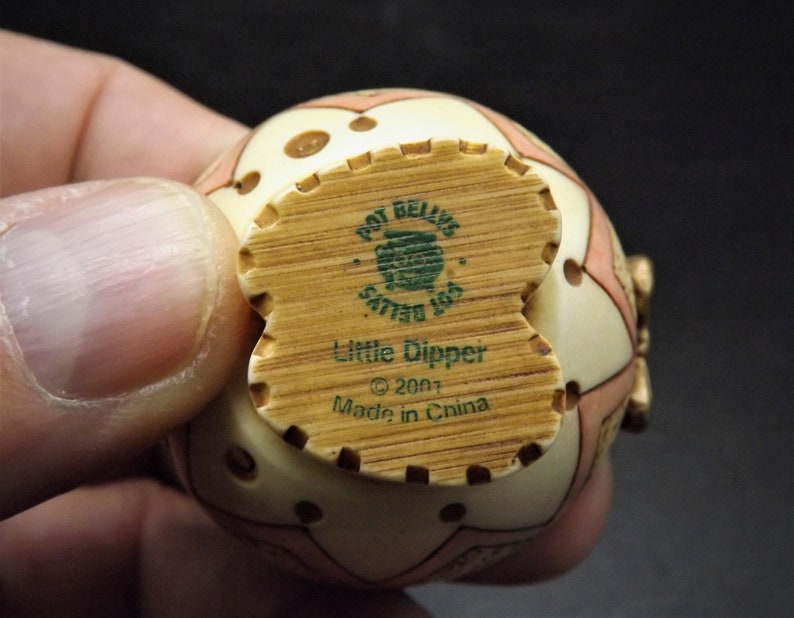 POT BELLYS
POT BELLYS
Little Dipper
© 2001
Made in China